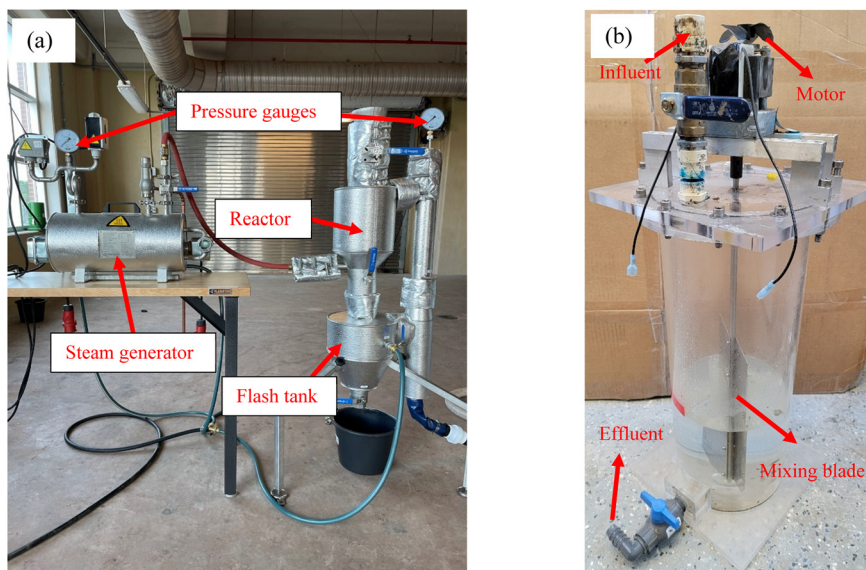 (a)
Pressure gauges
Reactor
Steam generator
Flash tank
(b)
Influent
Motor
Effluent
Mixing blade